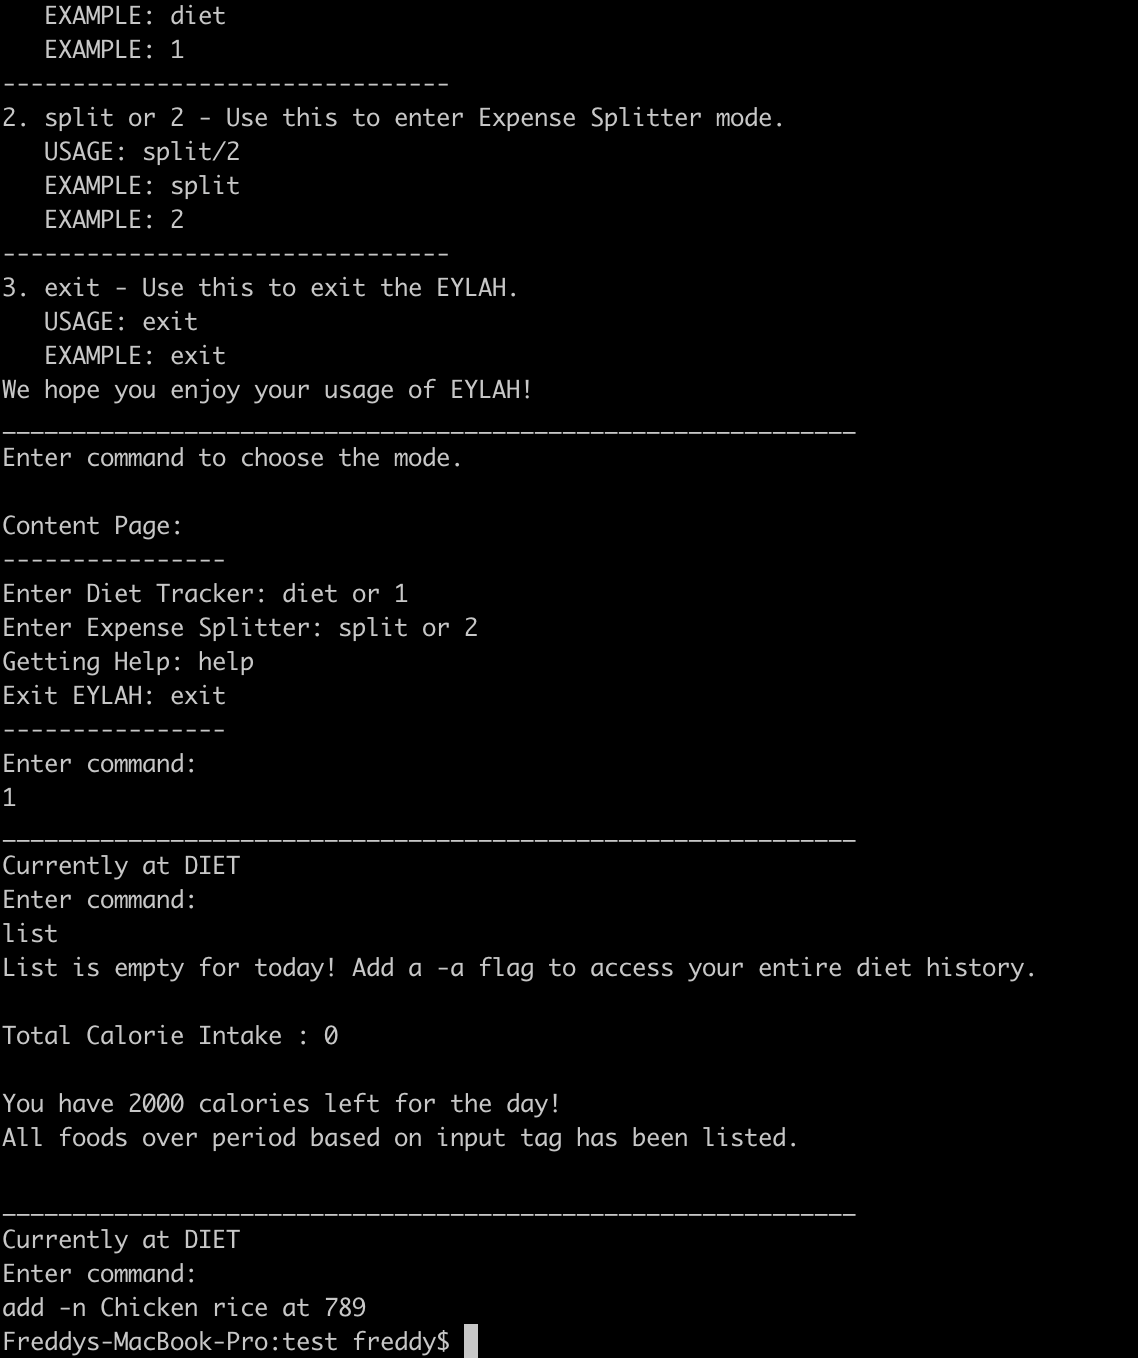 EXAMPLE: diet
EXAMPLE: 1
--------------------------------
2. split or 2 - Use this to enter Expense Splitter mode.
USAGE: split/2
EXAMPLE: split
EXAMPLE: 2
--------------------------------
3. exit - Use this to exit the EYLAH.
USAGE: exit
EXAMPLE: exit
We hope you enjoy your usage of EYLAH!
_____________________________________________________________
Enter command to choose the mode.
Content Page:
----------------
Enter Diet Tracker: diet or 1
Enter Expense Splitter: split or 2
Getting Help: help
Exit EYLAH: exit
----------------
Enter command:
1
_____________________________________________________________
Currently at DIET
Enter command:
list
List is empty for today! Add a -a flag to access your entire diet history.
Total Calorie Intake : 0
You have 2000 calories left for the day!
All foods over period based on input tag has been listed.
_____________________________________________________________
Currently at DIET
Enter command:
add -n Chicken rice at 789
Freddys-MacBook-Pro:test freddy$